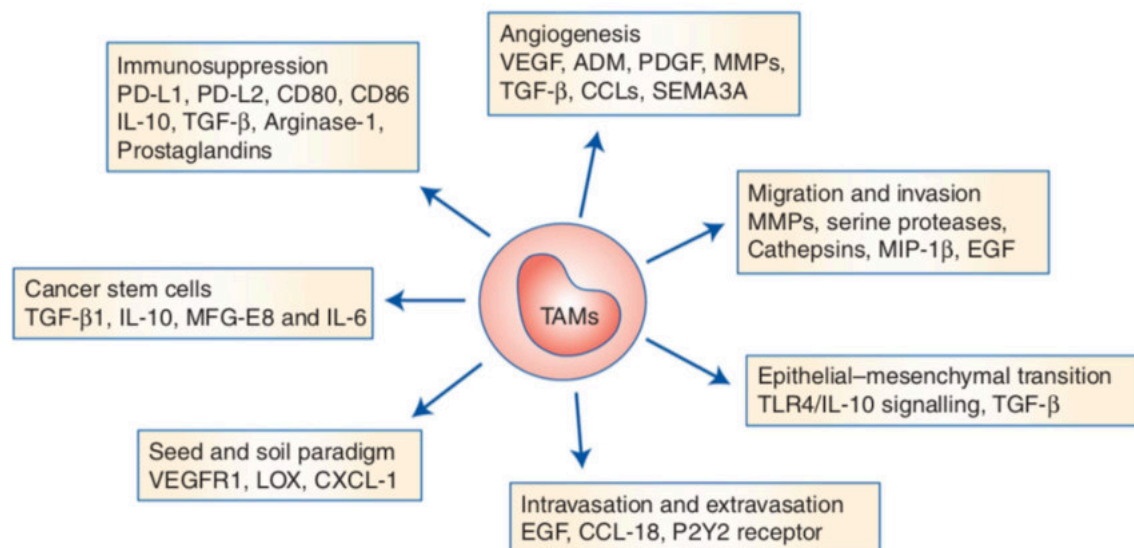 Angiogenesis
VEGF, ADM, PDGF, MMPs,
TGF-β, CCLs, SEMA3A
Immunosuppression
PD-L1, PD-L2, CD80, CD86
IL-10, TGF-β, Arginase-1,
Prostaglandins
Migration and invasion
MMPs, serine proteases,
Cathepsins, MIP-1β, EGF
Cancer stem cells
TGF-β1, IL-10, MFG-E8 and IL-6
TAMs
Epithelial–mesenchymal transition
TLR4/IL-10 signalling, TGF-β
Seed and soil paradigm
VEGFR1, LOX, CXCL-1
Intravasation and extravasation
EGF, CCL-18, P2Y2 receptor